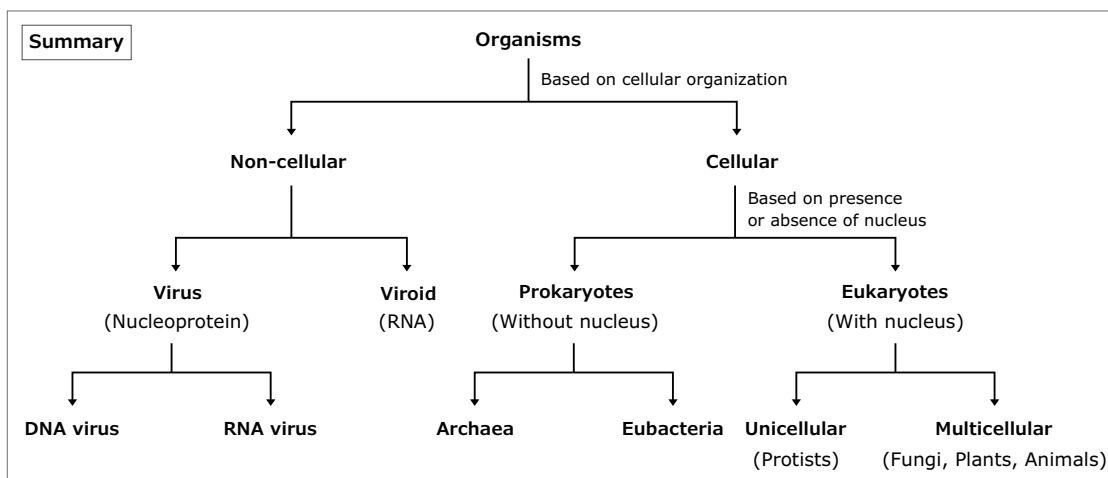 Summary
Organisms
Based on cellular organization
Non-cellular
Cellular
Based on presence
or absence of nucleus
Virus
(Nucleoprotein)
Viroid
(RNA)
Prokaryotes
(Without nucleus)
Eukaryotes
(With nucleus)
DNA virus
RNA virus
Archaea
Eubacteria
Unicellular
(Protists)
Multicellular
(Fungi, Plants, Animals)